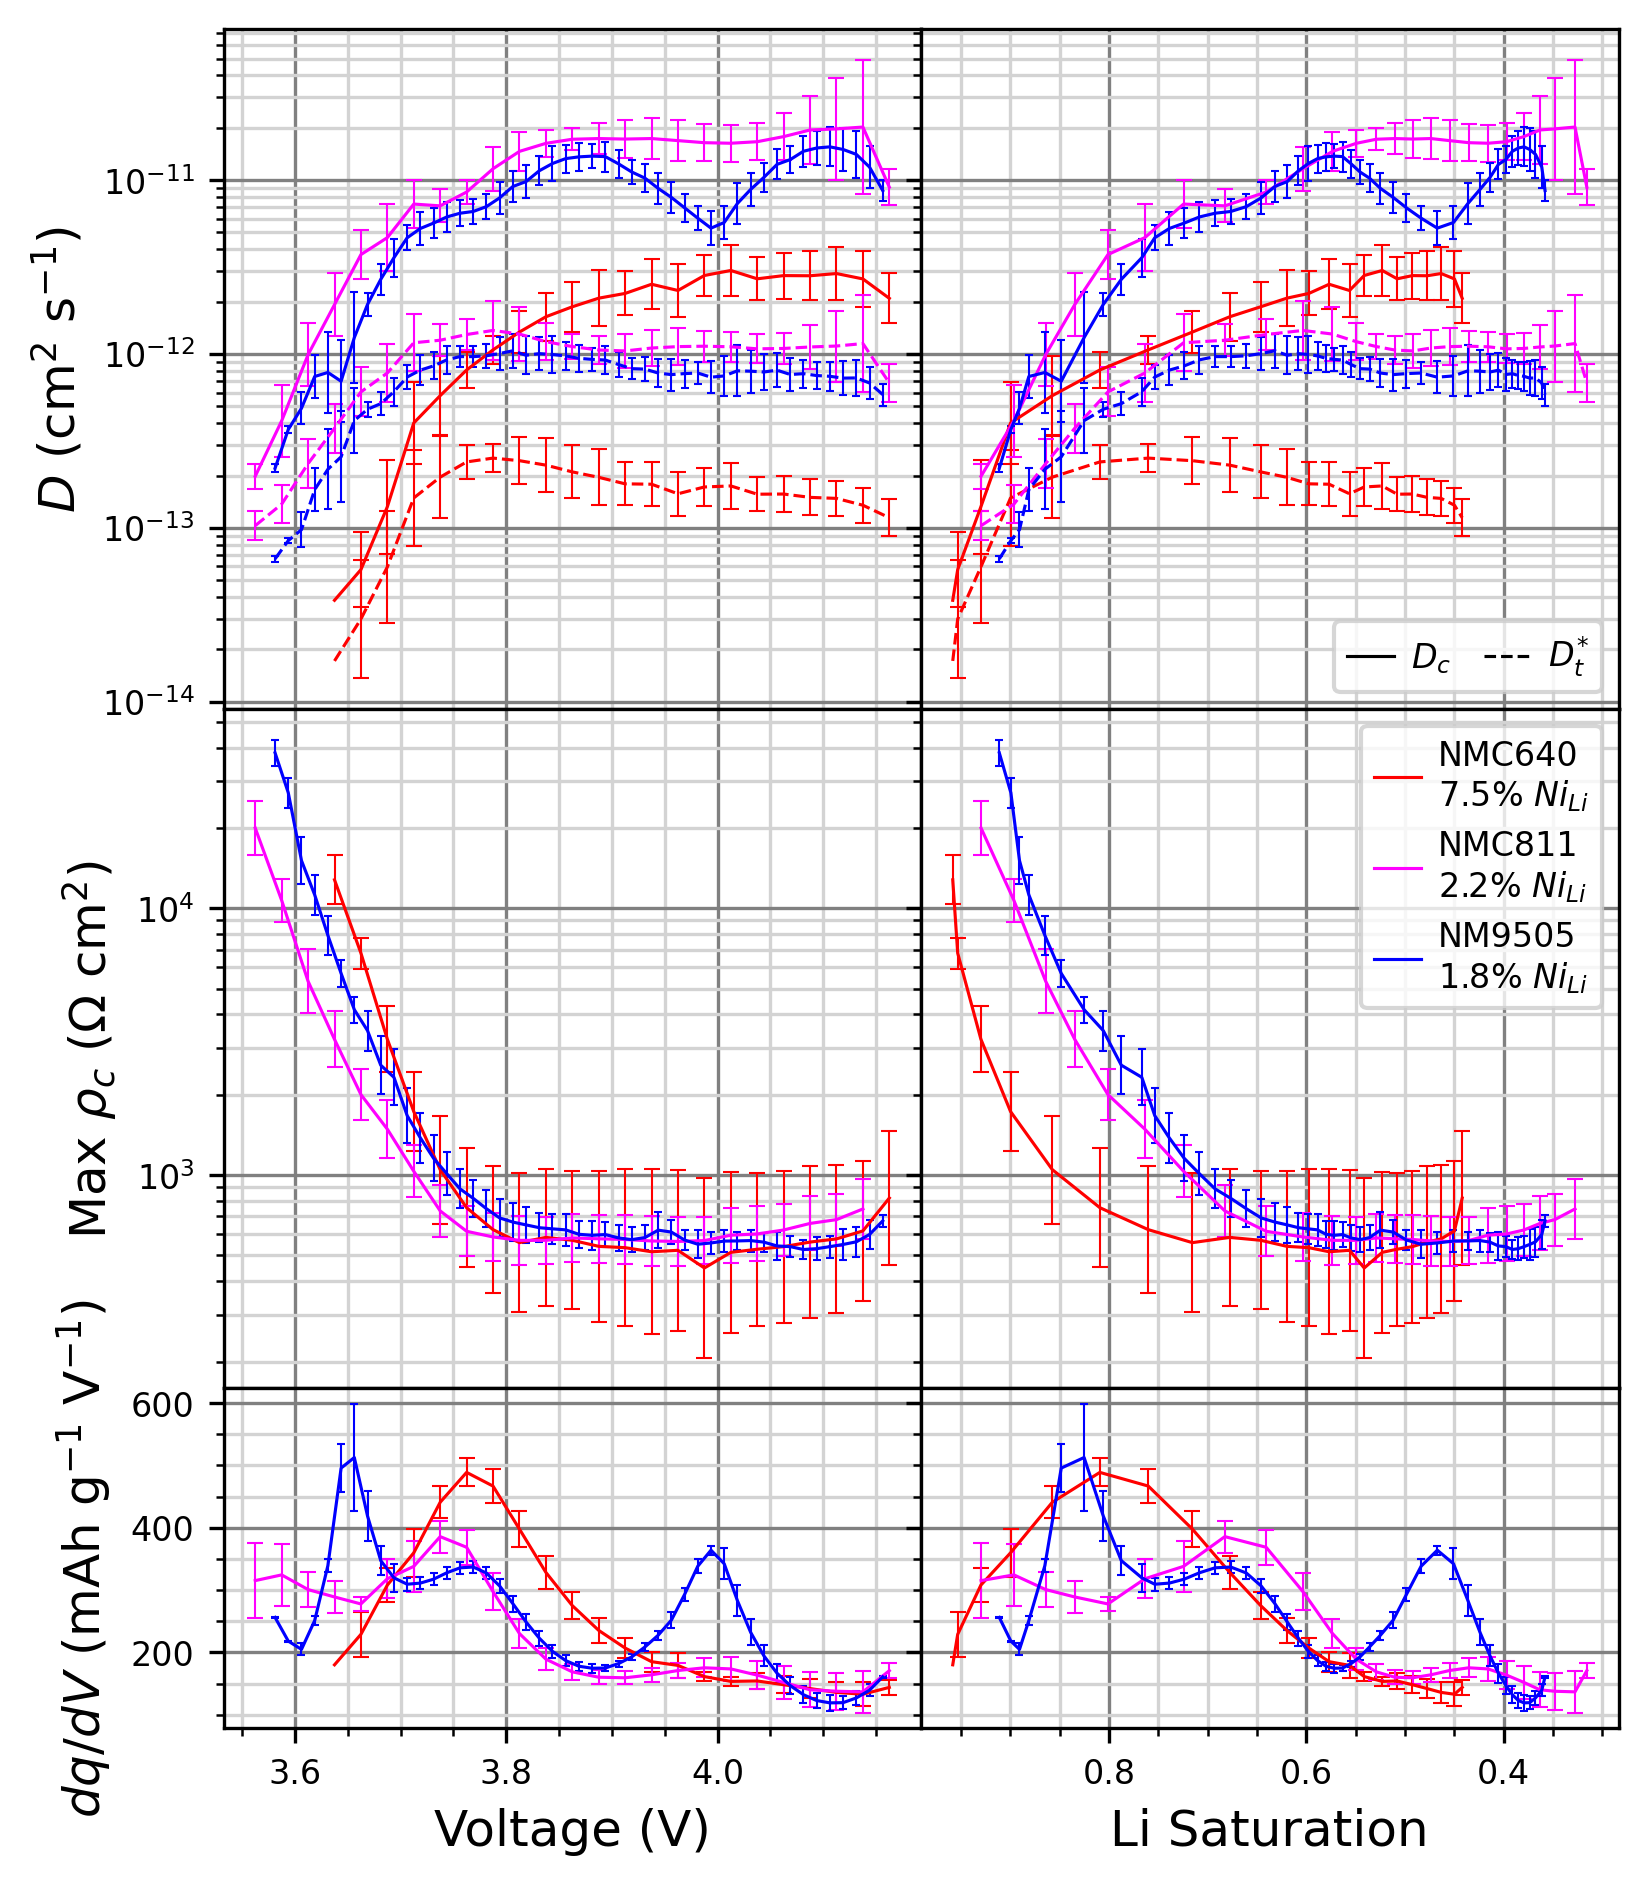 D (cm² s⁻¹)
10⁻¹¹
10⁻¹²
10⁻¹³
10⁻¹⁴
D_c D_t^*
Max ρ_c (Ω cm²)
10⁴
10³
NMC640
7.5% Ni_Li
NMC811
2.2% Ni_Li
NM9505
1.8% Ni_Li
dq/dV (mAh g⁻¹ V⁻¹)
600
400
200
3.6 3.8 4.0 0.8 0.6 0.4
Voltage (V) Li Saturation